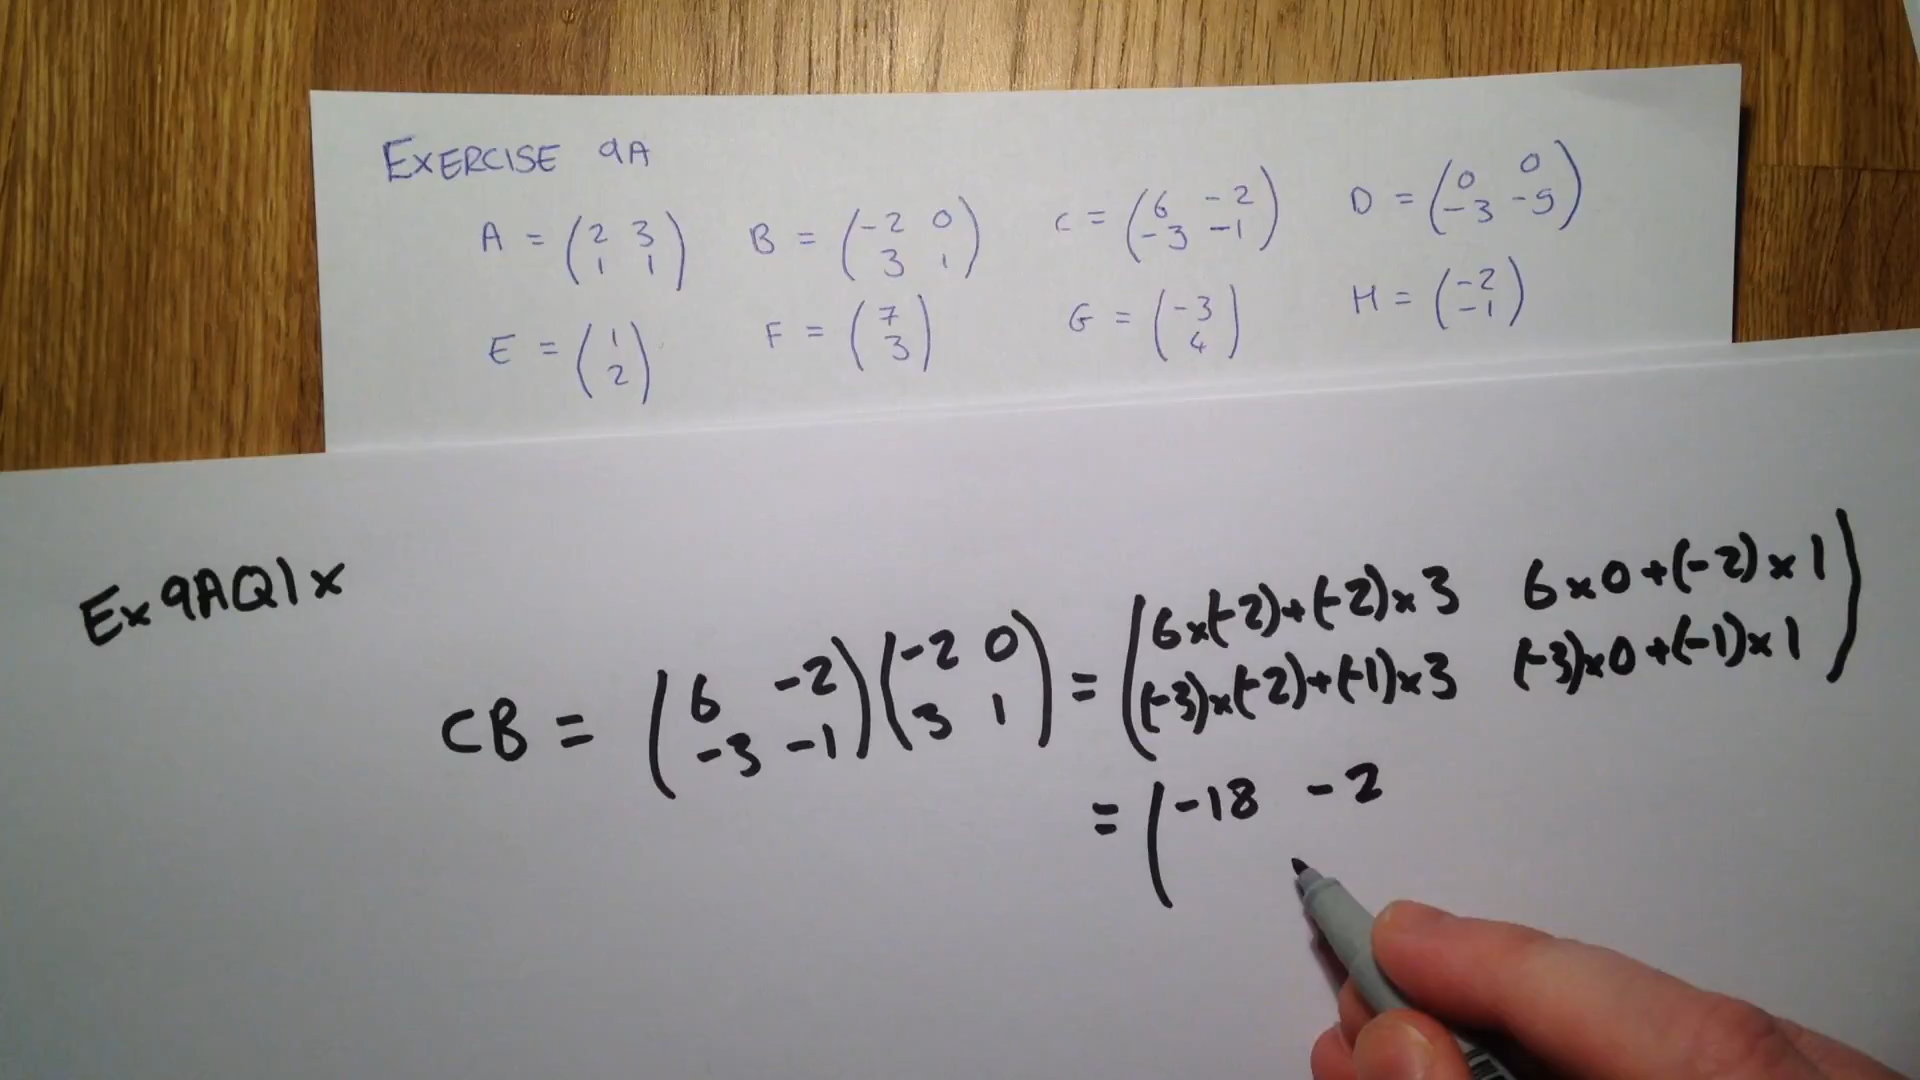 EXERCISE 9A
A = (2 3 B = (-2 0 C = (6 -2 D = (0 0
1 1) 3 1) -3 -1) -3 -5)
E = (1 F = (7 G = (-3 H = (-2
2) 3) 4) -1)
Ex 9A Q1 x
CB = (6 -2)(-2 0) = (6×(-2)+(-2)×3 6×0+(-2)×1
-3 -1 3 1 (-3)×(-2)+(-1)×3 (-3)×0+(-1)×1)
= (-18 -2